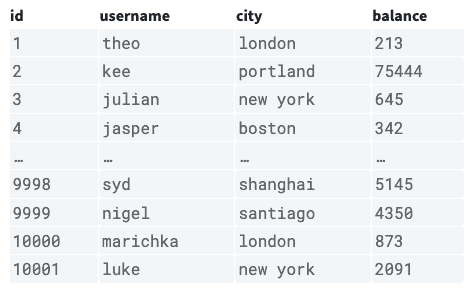 id username city balance
1 theo london 213
2 kee portland 75444
3 julian new york 645
4 jasper boston 342
… … … …
9998 syd shanghai 5145
9999 nigel santiago 4350
10000 marichka london 873
10001 luke new york 2091